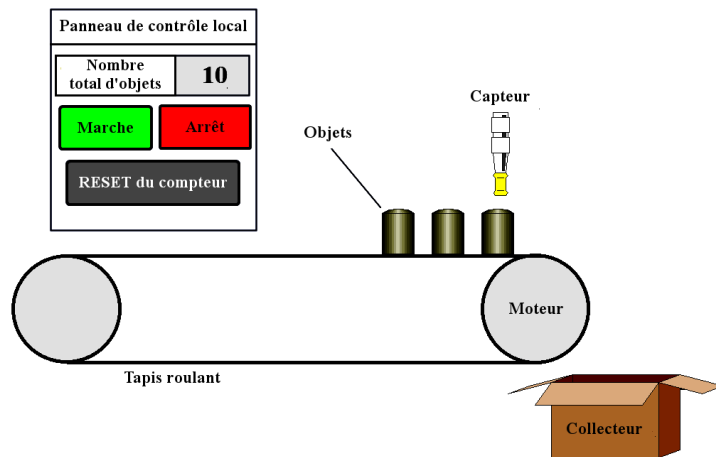 Panneau de contrôle local
Nombre
total d'objets
10
Marche
Arrêt
RESET du compteur
Capteur
Objets
Moteur
Tapis roulant
Collecteur